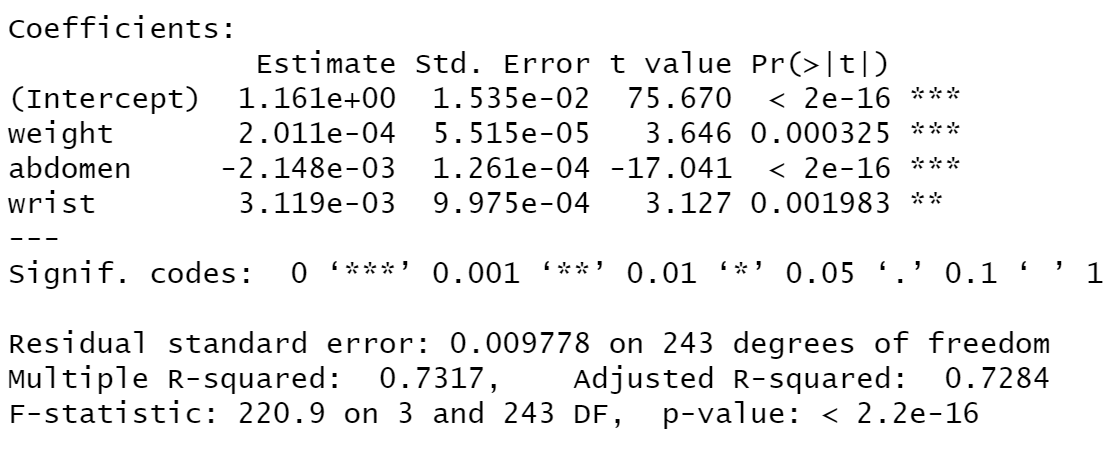 Coefficients:
              Estimate Std. Error t value Pr(>|t|)
(Intercept)  1.161e+00  1.535e-02  75.670  < 2e-16 ***
weight       2.011e-04  5.515e-05   3.646 0.000325 ***
abdomen     -2.148e-03  1.261e-04 -17.041  < 2e-16 ***
wrist        3.119e-03  9.975e-04   3.127 0.001983 **
---
Signif. codes:  0 ‘***’ 0.001 ‘**’ 0.01 ‘*’ 0.05 ‘.’ 0.1 ‘ ’ 1
Residual standard error: 0.009778 on 243 degrees of freedom
Multiple R-squared:  0.7317,    Adjusted R-squared:  0.7284
F-statistic: 220.9 on 3 and 243 DF,  p-value: < 2.2e-16